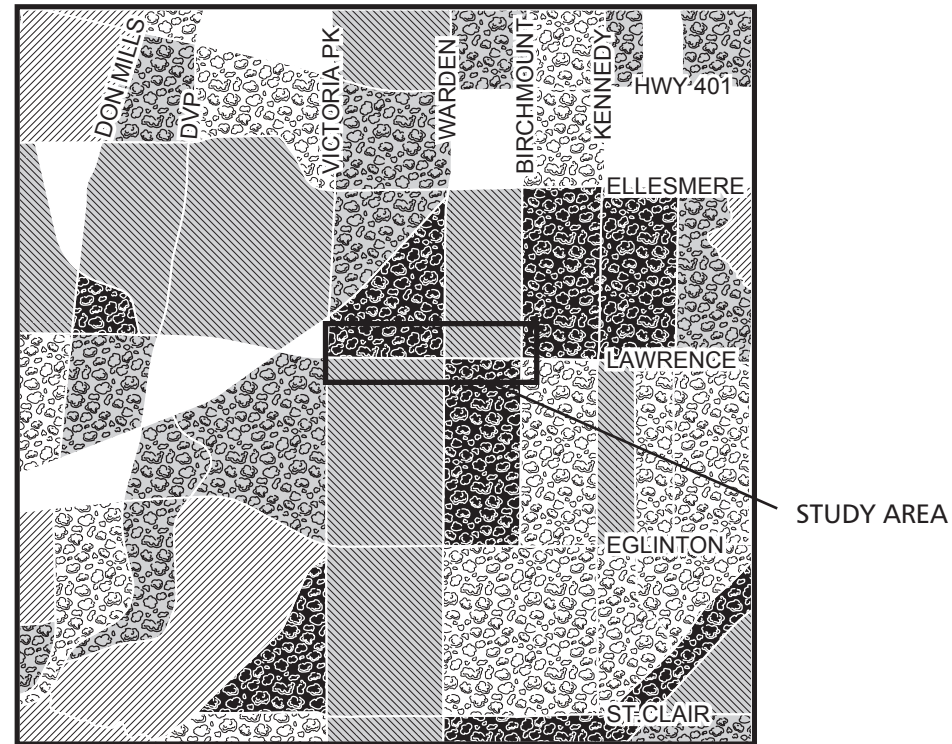 DON MILLS
DVP
VICTORIA PK.
WARDEN
BIRCHMOUNT
KENNEDY
HWY 401
ELLESMERE
LAWRENCE
STUDY AREA
EGLINTON
ST CLAIR